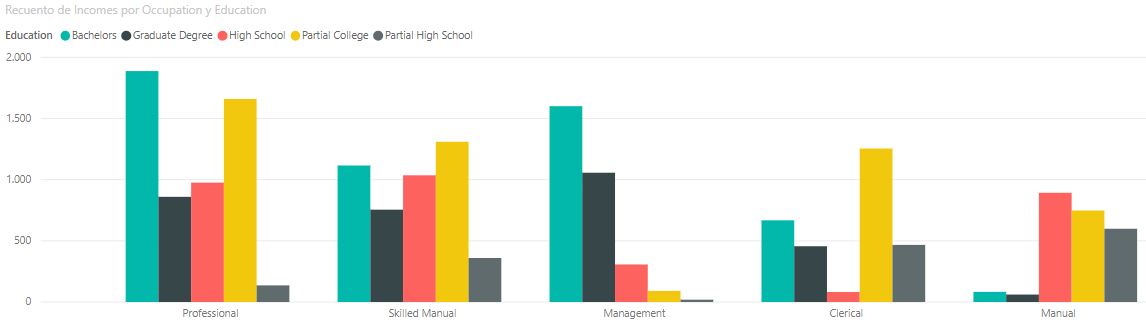 Recuento de Incomes por Occupation y Education
Education Bachelors Graduate Degree High School Partial College Partial High School
2.000
1.500
1.000
500
0
Professional Skilled Manual Management Clerical Manual